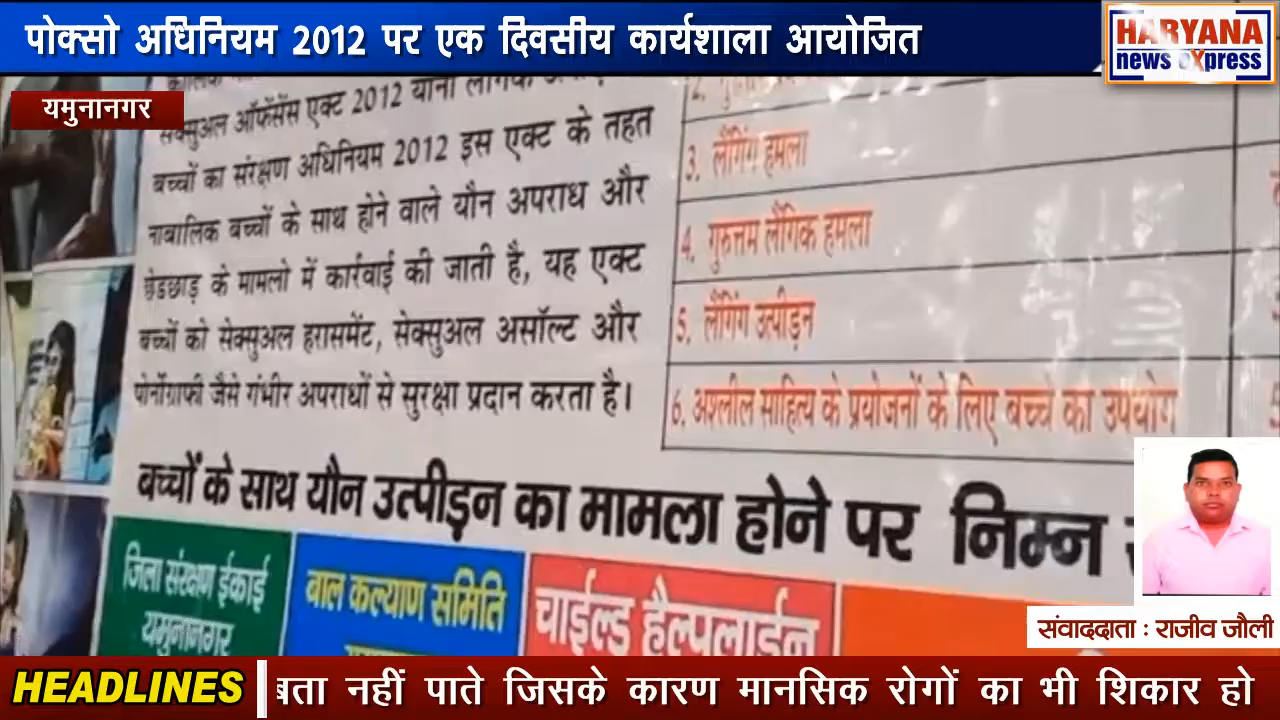 पोक्सो अधिनियम 2012 पर एक दिवसीय कार्यशाला आयोजित
HARYANA
news eXpress
यमुनानगर
सेक्सुअल ऑफेंसेंस एक्ट 2012 यानी लैंगिक
बच्चों का संरक्षण अधिनियम 2012 इस एक्ट के तहत
नाबालिक बच्चों के साथ होने वाले यौन अपराध और
छेडछाड़ के मामलो में कार्रवाई की जाती है, यह एक्ट
बच्चों को सेक्सुअल हरासमेंट, सेक्सुअल असॉल्ट और
पोर्नोग्राफी जैसे गंभीर अपराधों से सुरक्षा प्रदान करता है।
2.
3. लैंगिंग हमला
4. गुरुत्तम लैंगिक हमला
5. लैंगिंग उत्पीड़न
6. अश्लील साहित्य के प्रयोजनों के लिए बच्चे का उपयोग
बच्चों के साथ यौन उत्पीड़न का मामला होने पर निम्न
जिला संरक्षण ईकाई
यमुनानगर
बाल कल्याण समिति
चाईल्ड हैल्पलाईन
संवाददाता : राजीव जौली
HEADLINES
बता नहीं पाते जिसके कारण मानसिक रोगों का भी शिकार हो